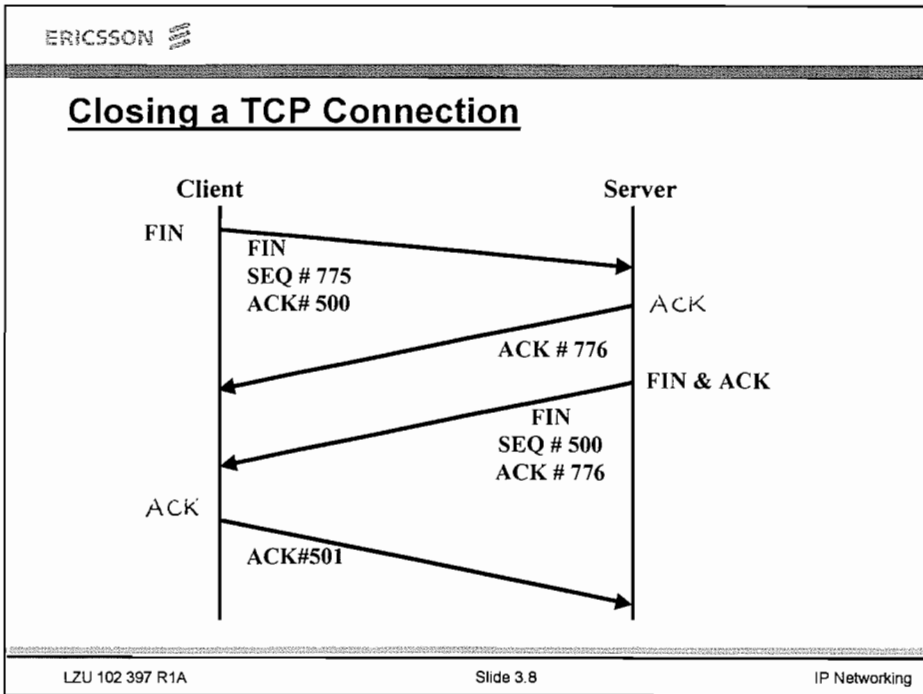 ERICSSON
Closing a TCP Connection
Client
Server
FIN
FIN
SEQ # 775
ACK# 500
ACK
ACK # 776
FIN & ACK
FIN
SEQ # 500
ACK # 776
ACK
ACK#501
LZU 102 397 R1A
Slide 3.8
IP Networking